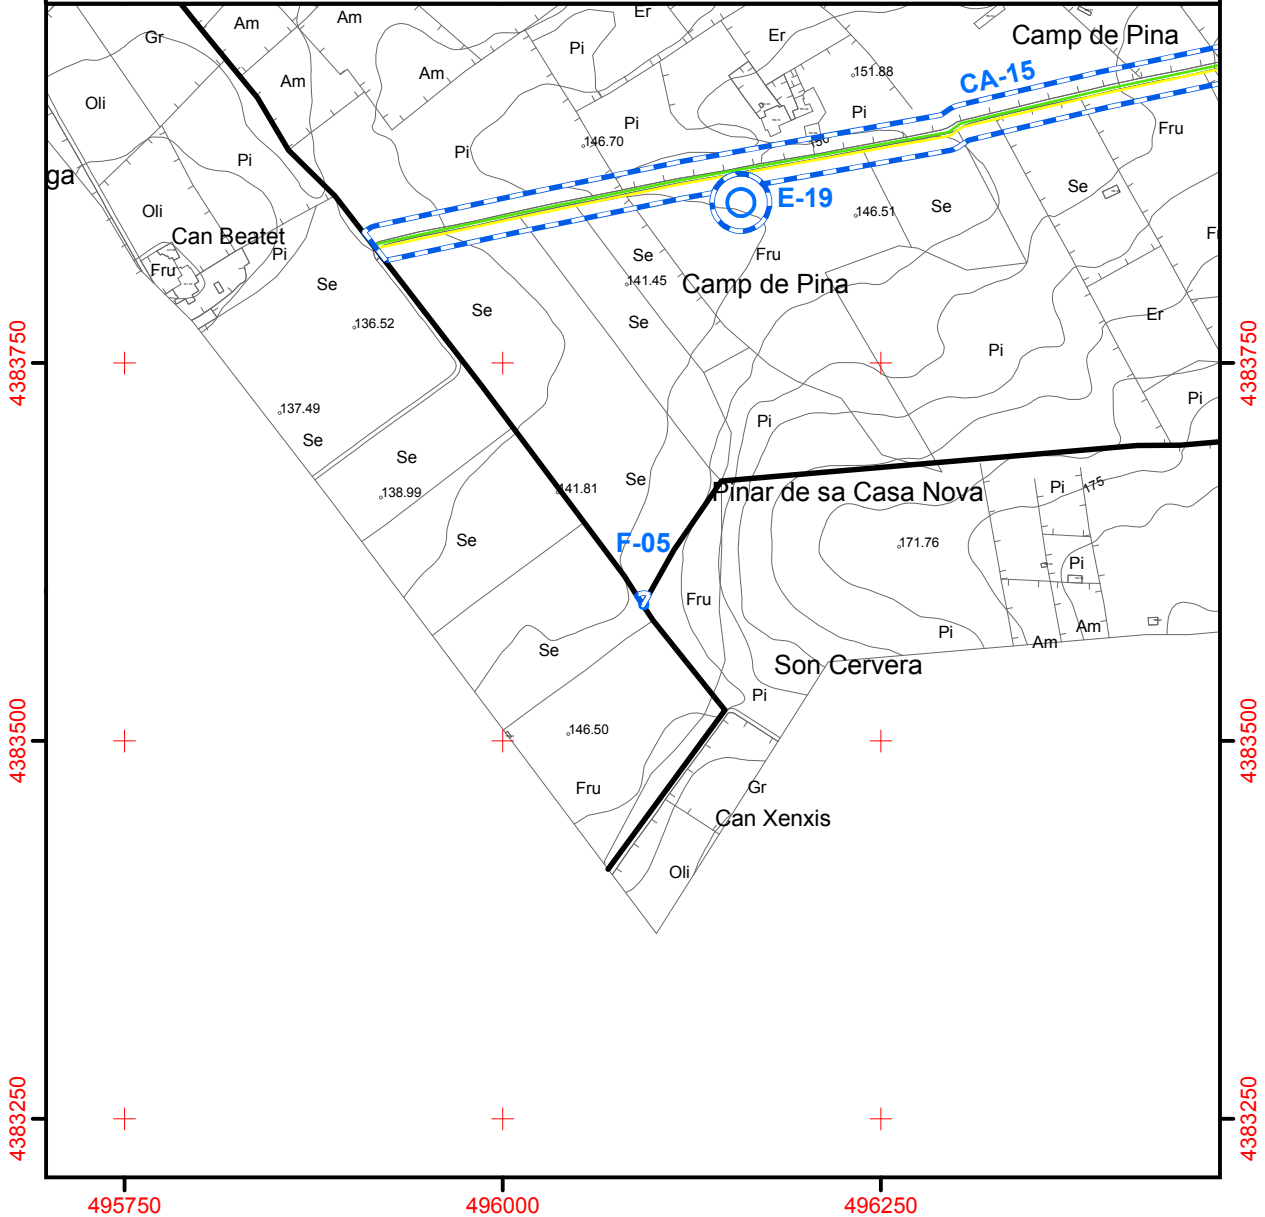 Er
Am
Am
Gr
Er
Camp de Pina
Pi
Am
151.88
CA-15
Am
Oli
Pi
Pi
Fru
146.70
150
Pi
Pi
ga
Se
E-19
Oli
146.51
Se
Can Beatet
Pi
Se
Fru
Fru
Se
141.45
Camp de Pina
Se
Se
Er
136.52
Se
Pi
4383750
4383750
Pi
137.49
Pi
Se
Se
Se
175
Pi
138.99
141.81
Pinar de sa Casa Nova
Se
F-05
171.76
Pi
7
Fru
Am
Pi
Am
Se
Son Cervera
Pi
146.50
4383500
4383500
Fru
Gr
Can Xenxis
Oli
4383250
4383250
495750
496000
496250